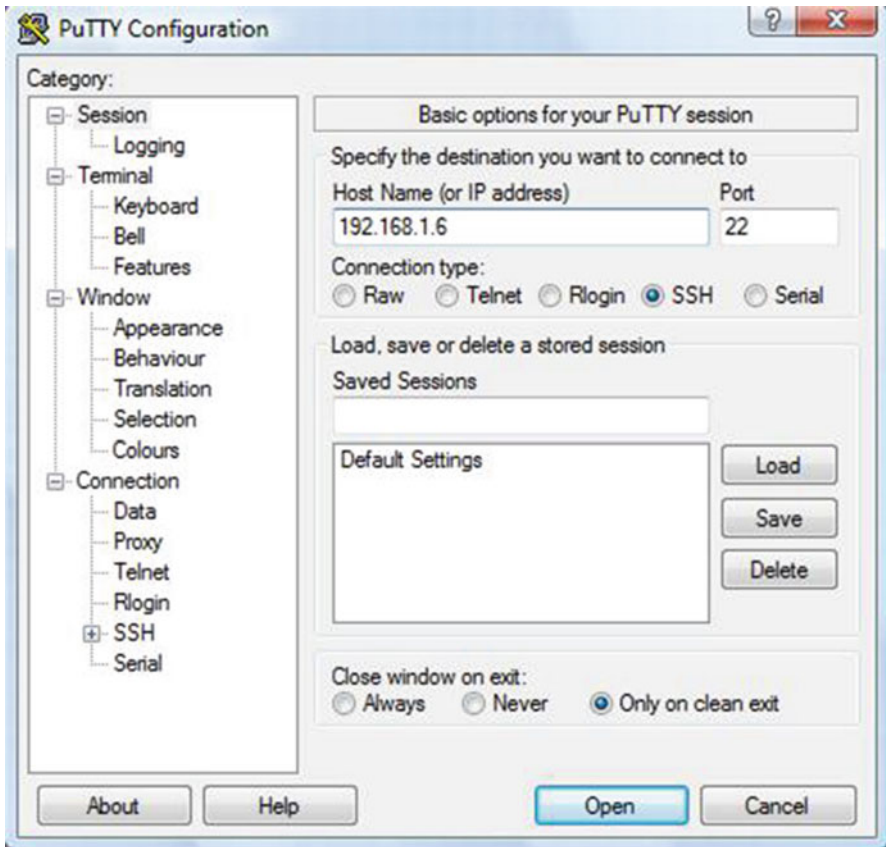 PuTTY Configuration
Category:
Session
Logging
Terminal
Keyboard
Bell
Features
Window
Appearance
Behaviour
Translation
Selection
Colours
Connection
Data
Proxy
Telnet
Rlogin
SSH
Serial
Basic options for your PuTTY session
Specify the destination you want to connect to
Host Name (or IP address) Port
192.168.1.6 22
Connection type:
Raw Telnet Rlogin SSH Serial
Load, save or delete a stored session
Saved Sessions
Default Settings
Load
Save
Delete
Close window on exit:
Always Never Only on clean exit
About Help Open Cancel